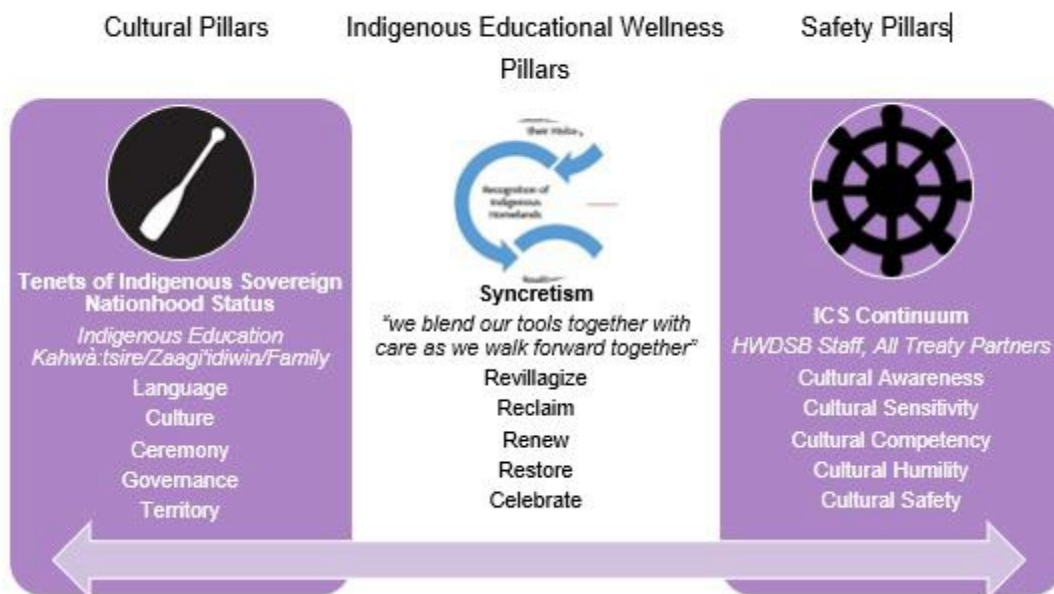 Cultural Pillars
Indigenous Educational Wellness
Pillars
Safety Pillars
Tenets of Indigenous Sovereign
Nationhood Status
Indigenous Education
Kahwà:tsire/Zaagi'idiwin/Family
Language
Culture
Ceremony
Governance
Territory
their
Recognition of
Indigenous
Homelands
Syncretism
"we blend our tools together with
care as we walk forward together"
Revillagize
Reclaim
Renew
Restore
Celebrate
ICS Continuum
HWDSB Staff, All Treaty Partners
Cultural Awareness
Cultural Sensitivity
Cultural Competency
Cultural Humility
Cultural Safety